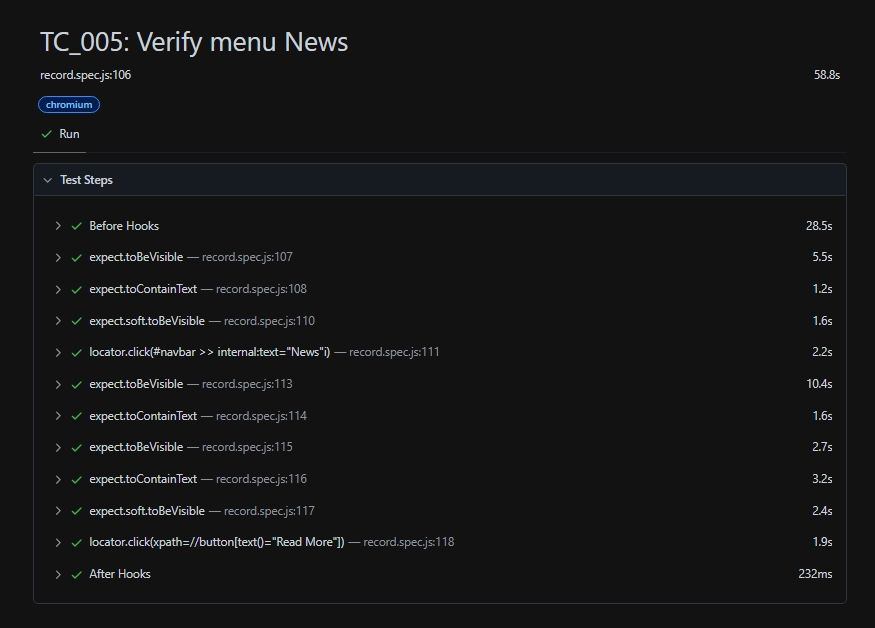 TC_005: Verify menu News
record.spec.js:106 58.8s
chromium
Run
Test Steps
Before Hooks 28.5s
expect.toBeVisible — record.spec.js:107 5.5s
expect.toContainText — record.spec.js:108 1.2s
expect.soft.toBeVisible — record.spec.js:110 1.6s
locator.click(#navbar >> internal:text="News"i) — record.spec.js:111 2.2s
expect.toBeVisible — record.spec.js:113 10.4s
expect.toContainText — record.spec.js:114 1.6s
expect.toBeVisible — record.spec.js:115 2.7s
expect.toContainText — record.spec.js:116 3.2s
expect.soft.toBeVisible — record.spec.js:117 2.4s
locator.click(xpath=//button[text()="Read More"]) — record.spec.js:118 1.9s
After Hooks 232ms